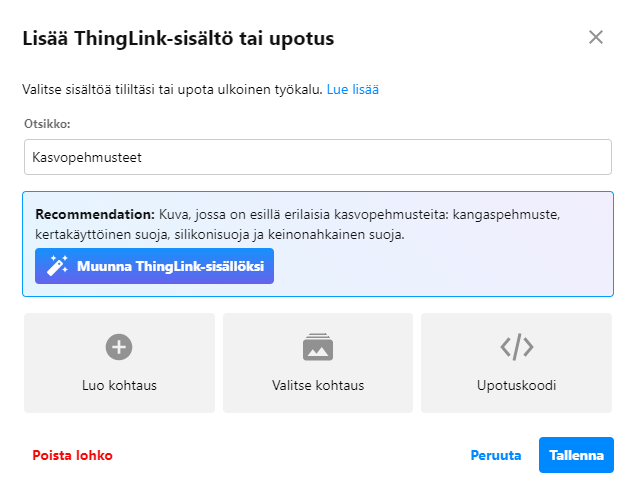 Lisää ThingLink-sisältö tai upotus
Valitse sisältöä tililtäsi tai upota ulkoinen työkalu. Lue lisää
Otsikko:
Kasvopehmusteet
Recommendation: Kuva, jossa on esillä erilaisia kasvopehmusteita: kangaspehmuste,
kertakäyttöinen suoja, silikonisuoja ja keinonahkainen suoja.
Muunna ThingLink-sisällöksi
Luo kohtaus
Valitse kohtaus
Upotuskoodi
Poista lohko
Peruuta
Tallenna